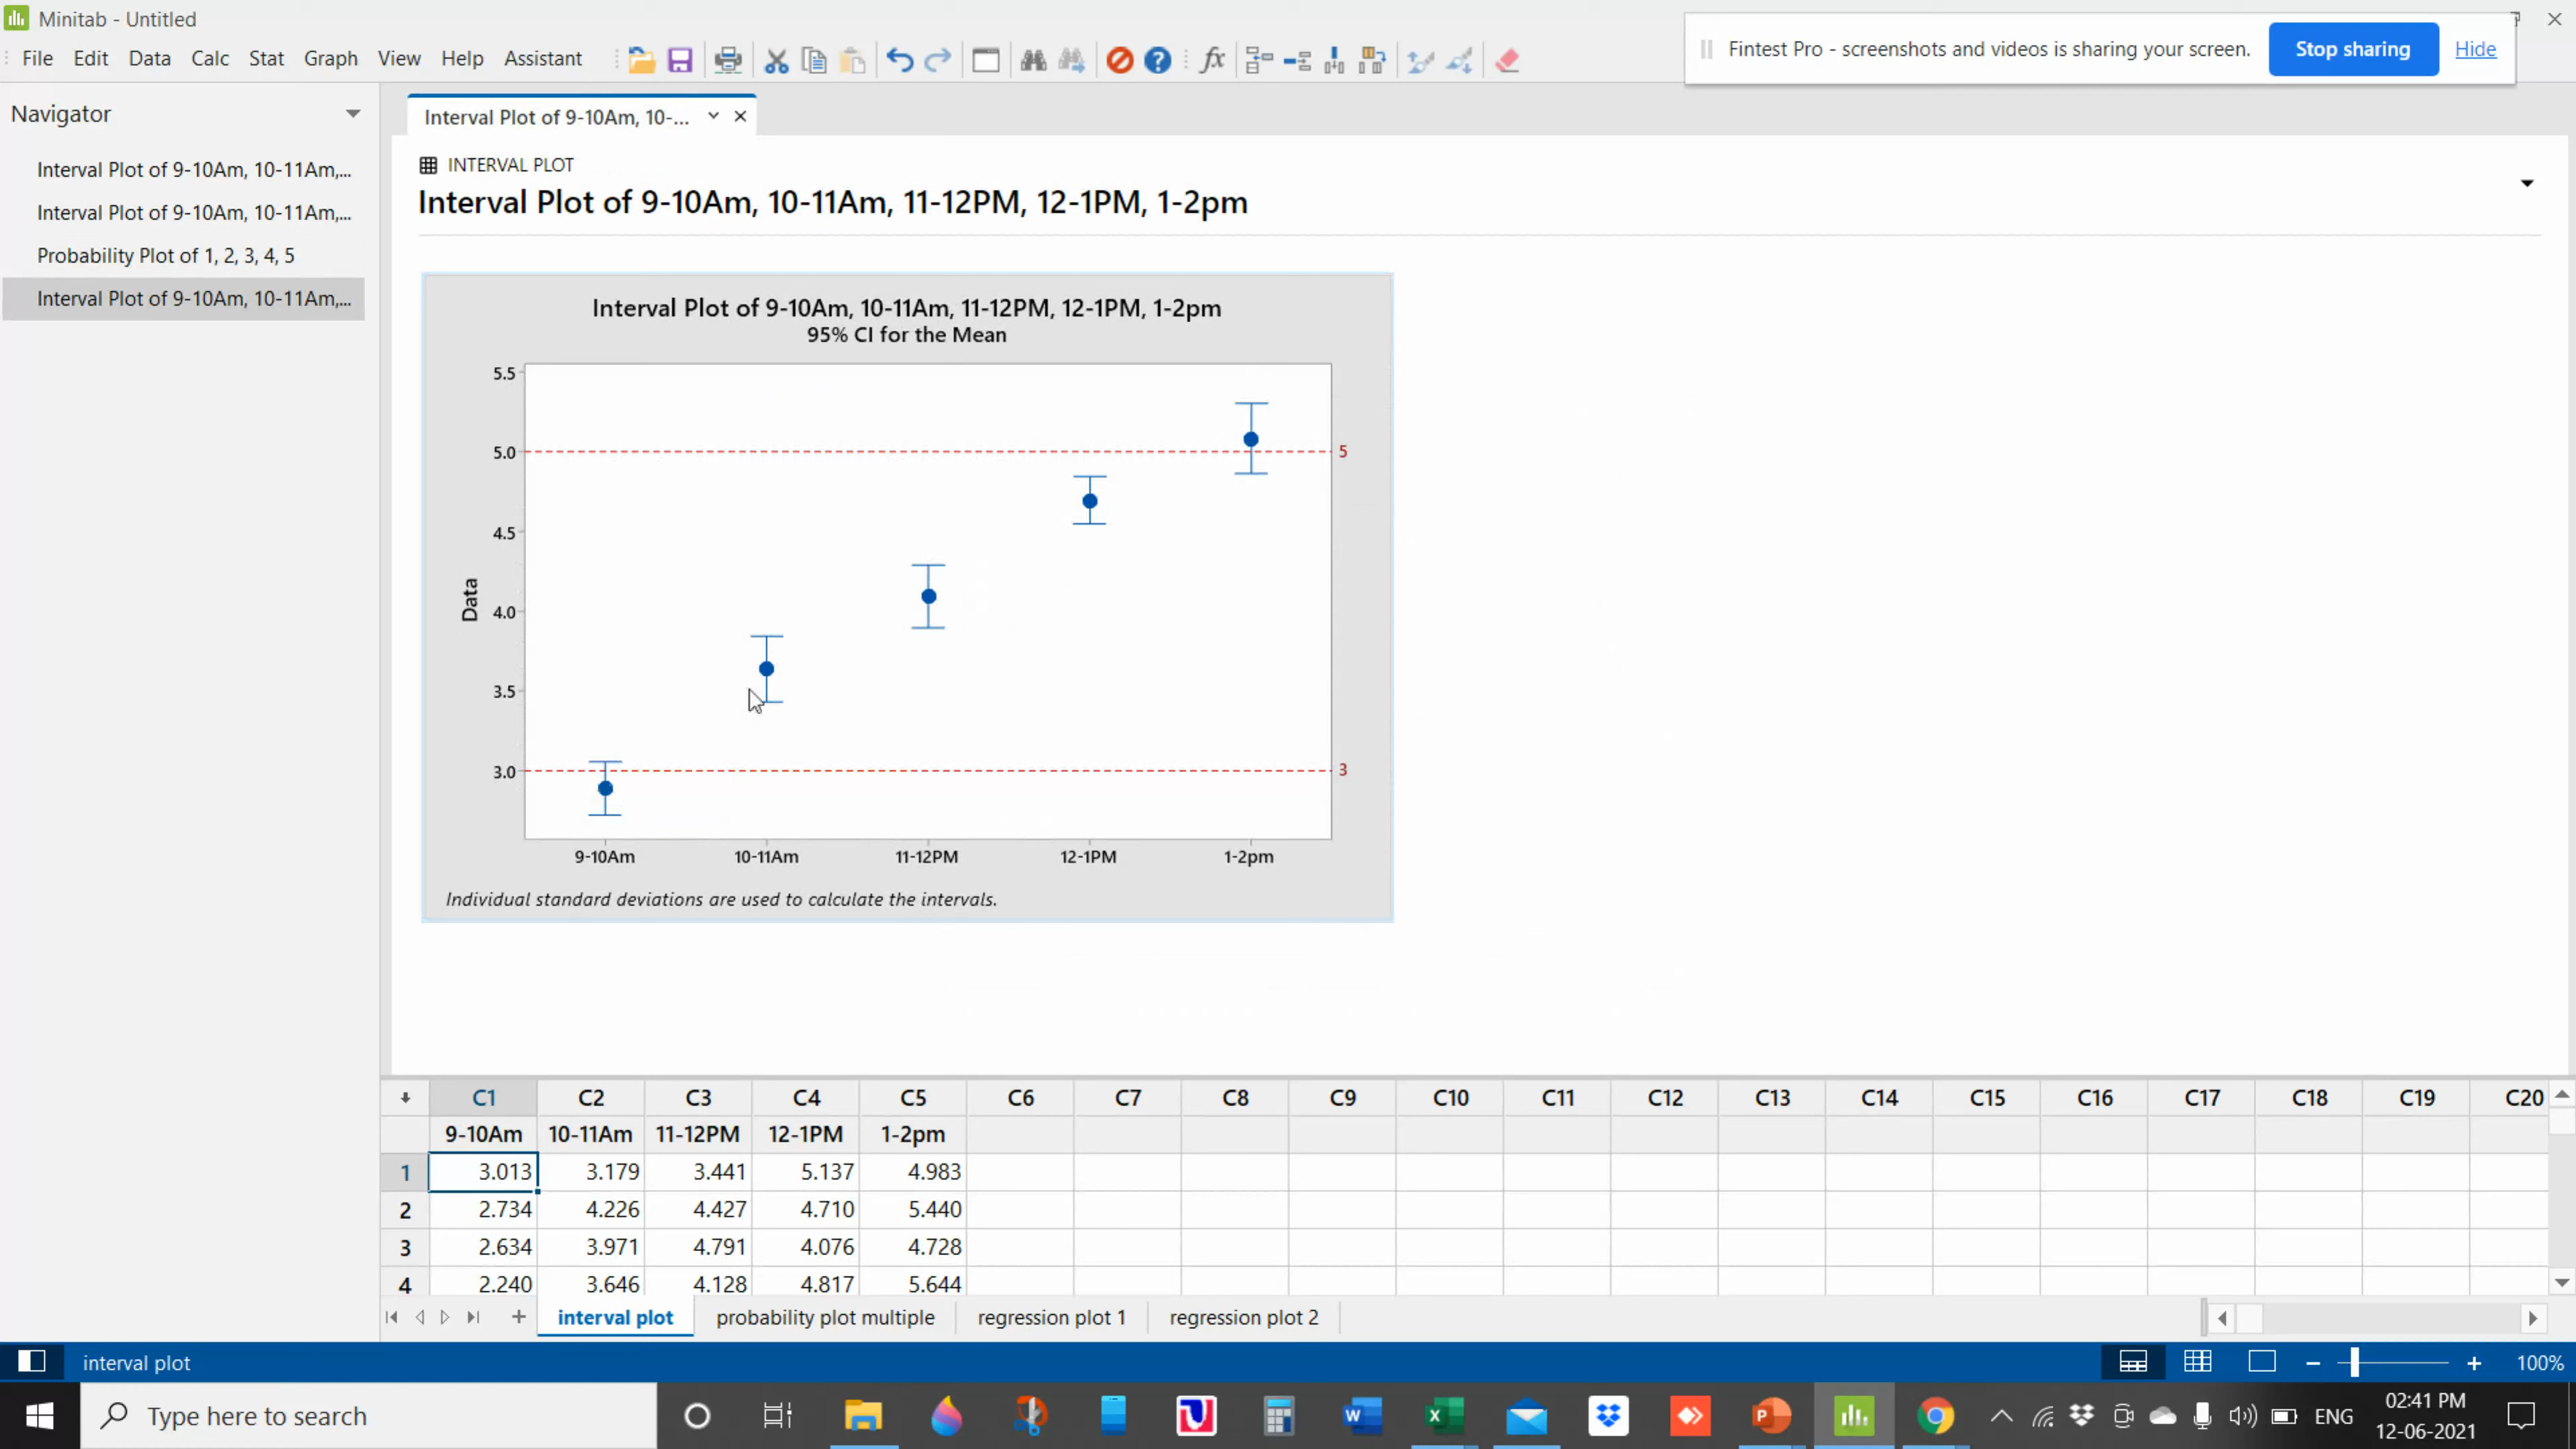 Minitab - Untitled
File Edit Data Calc Stat Graph View Help Assistant
Fintest Pro - screenshots and videos is sharing your screen. Stop sharing Hide
Navigator
Interval Plot of 9-10Am, 10-11Am,...
Interval Plot of 9-10Am, 10-11Am,...
Probability Plot of 1, 2, 3, 4, 5
Interval Plot of 9-10Am, 10-11Am,...
Interval Plot of 9-10Am, 10-...
INTERVAL PLOT
Interval Plot of 9-10Am, 10-11Am, 11-12PM, 12-1PM, 1-2pm
Interval Plot of 9-10Am, 10-11Am, 11-12PM, 12-1PM, 1-2pm
95% CI for the Mean
5.5
5.0 5
4.5
Data
4.0
3.5
3.0 3
9-10Am 10-11Am 11-12PM 12-1PM 1-2pm
Individual standard deviations are used to calculate the intervals.
C1 C2 C3 C4 C5 C6 C7 C8 C9 C10 C11 C12 C13 C14 C15 C16 C17 C18 C19 C20
9-10Am 10-11Am 11-12PM 12-1PM 1-2pm
1 3.013 3.179 3.441 5.137 4.983
2 2.734 4.226 4.427 4.710 5.440
3 2.634 3.971 4.791 4.076 4.728
4 2.240 3.646 4.128 4.817 5.644
interval plot probability plot multiple regression plot 1 regression plot 2
interval plot 100%
Type here to search ENG 02:41 PM
12-06-2021